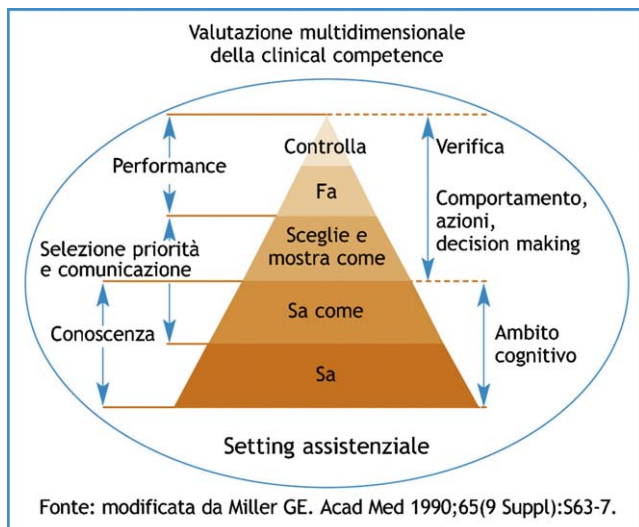 Valutazione multidimensionale
della clinical competence
Controlla
Verifica
Performance
Fa
Comportamento,
azioni,
decision making
Sceglie e
mostra come
Selezione priorità
e comunicazione
Sa come
Conoscenza
Ambito
cognitivo
Sa
Setting assistenziale
Fonte: modificata da Miller GE. Acad Med 1990;65(9 Suppl):S63-7.